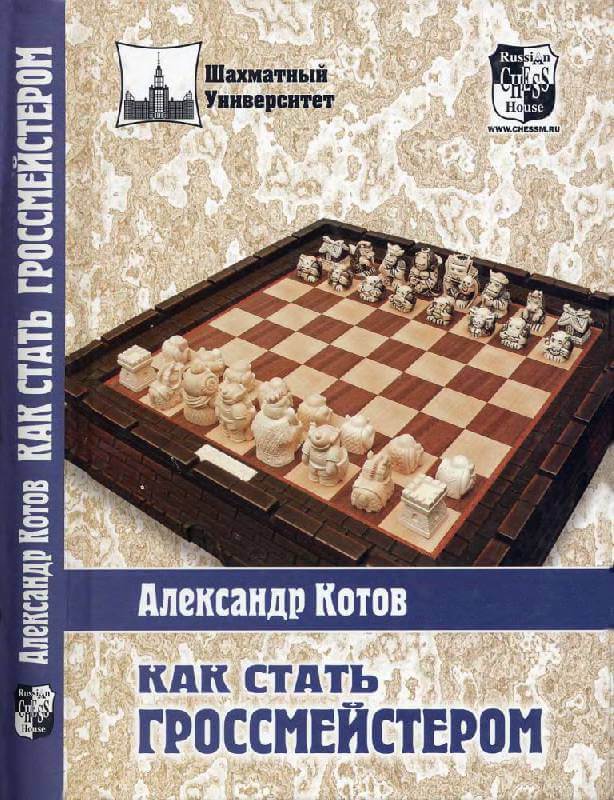 Шахматный
Университет
Russian
CHESS
House
WWW.CHESSM.RU
Александр Котов
КАК СТАТЬ
ГРОССМЕЙСТЕРОМ
Александр Котов КАК СТАТЬ ГРОССМЕЙСТЕРОМ
Russian
CHESS
House